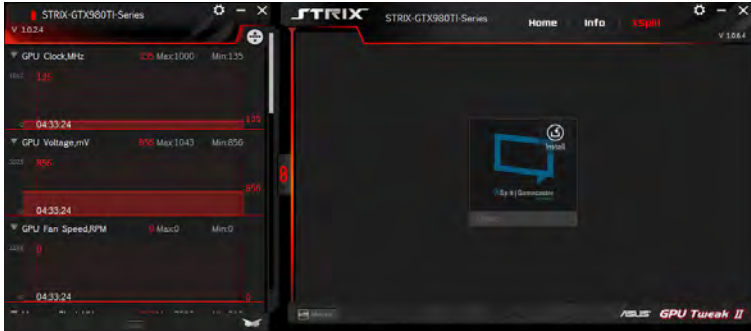 STRIX-GTX980TI-Series
V 1.0.2.4
GPU Clock,MHz 135 Max:1000 Min:135
135
135
04:33:24
GPU Voltage,mV 856 Max:1043 Min:856
856
856
04:33:24
GPU Fan Speed,RPM 0 Max:0 Min:0
0
0
04:33:24
STRIX
STRIX-GTX980TI-Series
Home Info XSplit
V 1.0.6.4
Install
XSplit | Gamecaster
ASUS GPU Tweak II